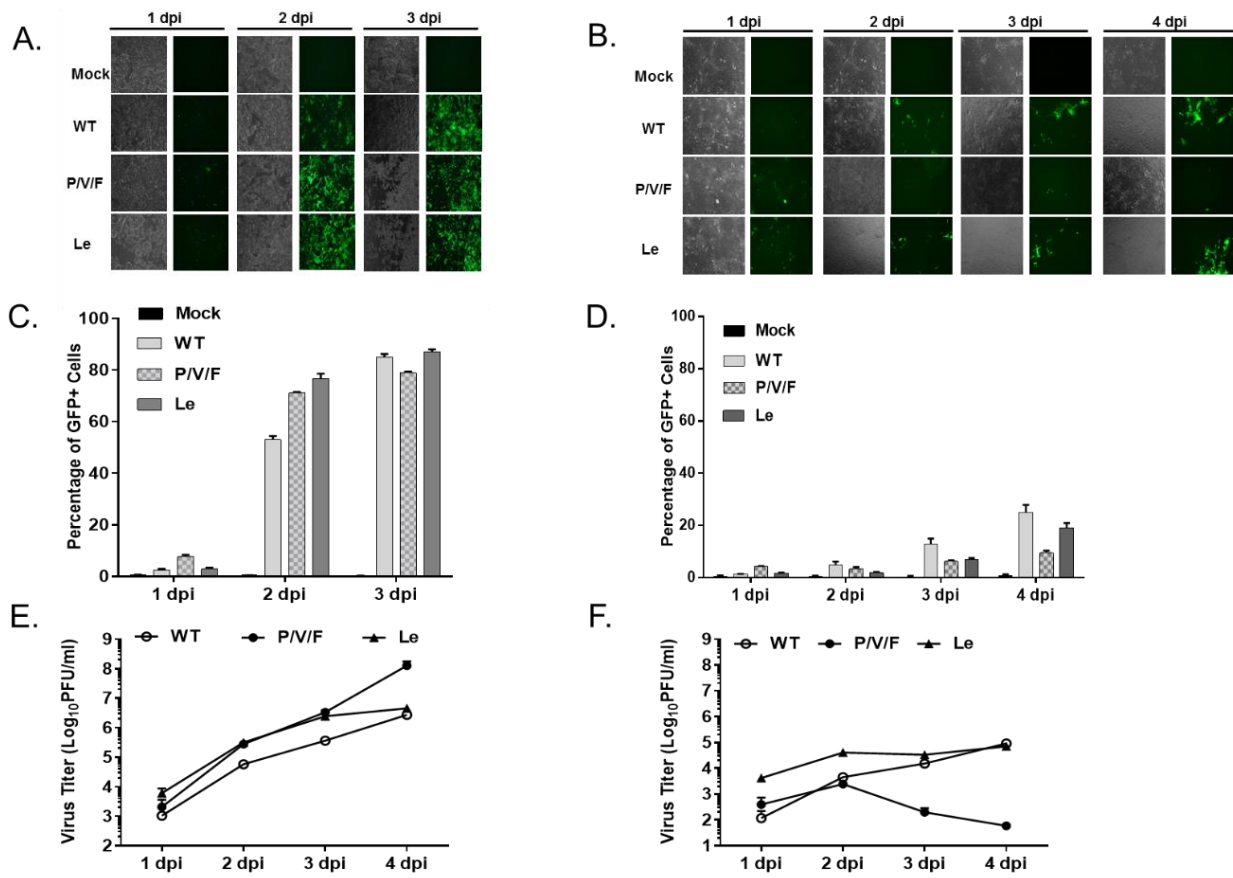 A.
1 dpi 2 dpi 3 dpi
Mock
WT
P/V/F
Le
B.
1 dpi 2 dpi 3 dpi 4 dpi
Mock
WT
P/V/F
Le
C.
Percentage of GFP+ Cells
100
80
60
40
20
0
Mock
WT
P/V/F
Le
1 dpi 2 dpi 3 dpi
D.
Percentage of GFP+ Cells
100
80
60
40
20
0
Mock
WT
P/V/F
Le
1 dpi 2 dpi 3 dpi 4 dpi
E.
WT P/V/F Le
Virus Titer (Log₁₀PFU/ml)
9
8
7
6
5
4
3
2
1 dpi 2 dpi 3 dpi 4 dpi
F.
WT P/V/F Le
Virus Titer (Log₁₀PFU/ml)
9
8
7
6
5
4
3
2
1
1 dpi 2 dpi 3 dpi 4 dpi